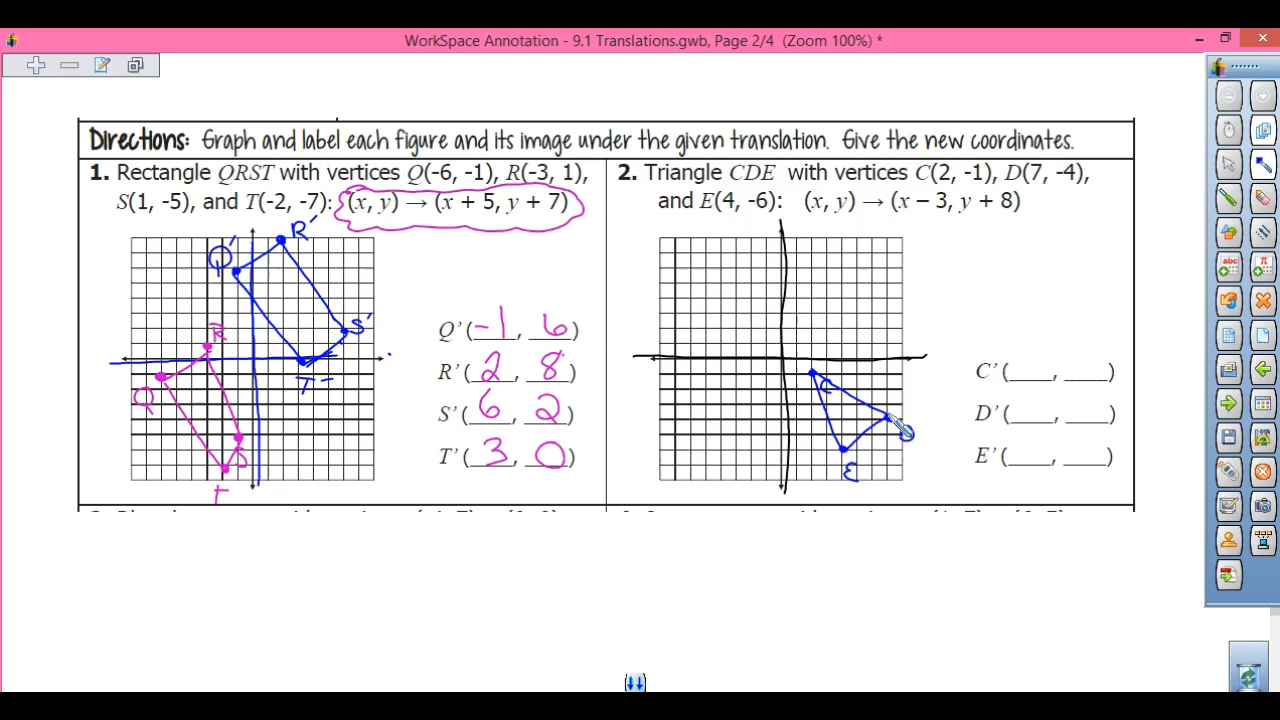 WorkSpace Annotation - 9.1 Translations.gwb, Page 2/4 (Zoom 100%) *
Directions: Graph and label each figure and its image under the given translation. Give the new coordinates.
1. Rectangle QRST with vertices Q(-6, -1), R(-3, 1),
S(1, -5), and T(-2, -7): (x, y) → (x + 5, y + 7)
Q'
R'
S'
T'
R
Q
S
T
Q' (-1, 6)
R' (2, 8)
S' (6, 2)
T' (3, 0)
2. Triangle CDE with vertices C(2, -1), D(7, -4),
and E(4, -6): (x, y) → (x – 3, y + 8)
C
D
E
C' (____, ____)
D' (____, ____)
E' (____, ____)
abc
π